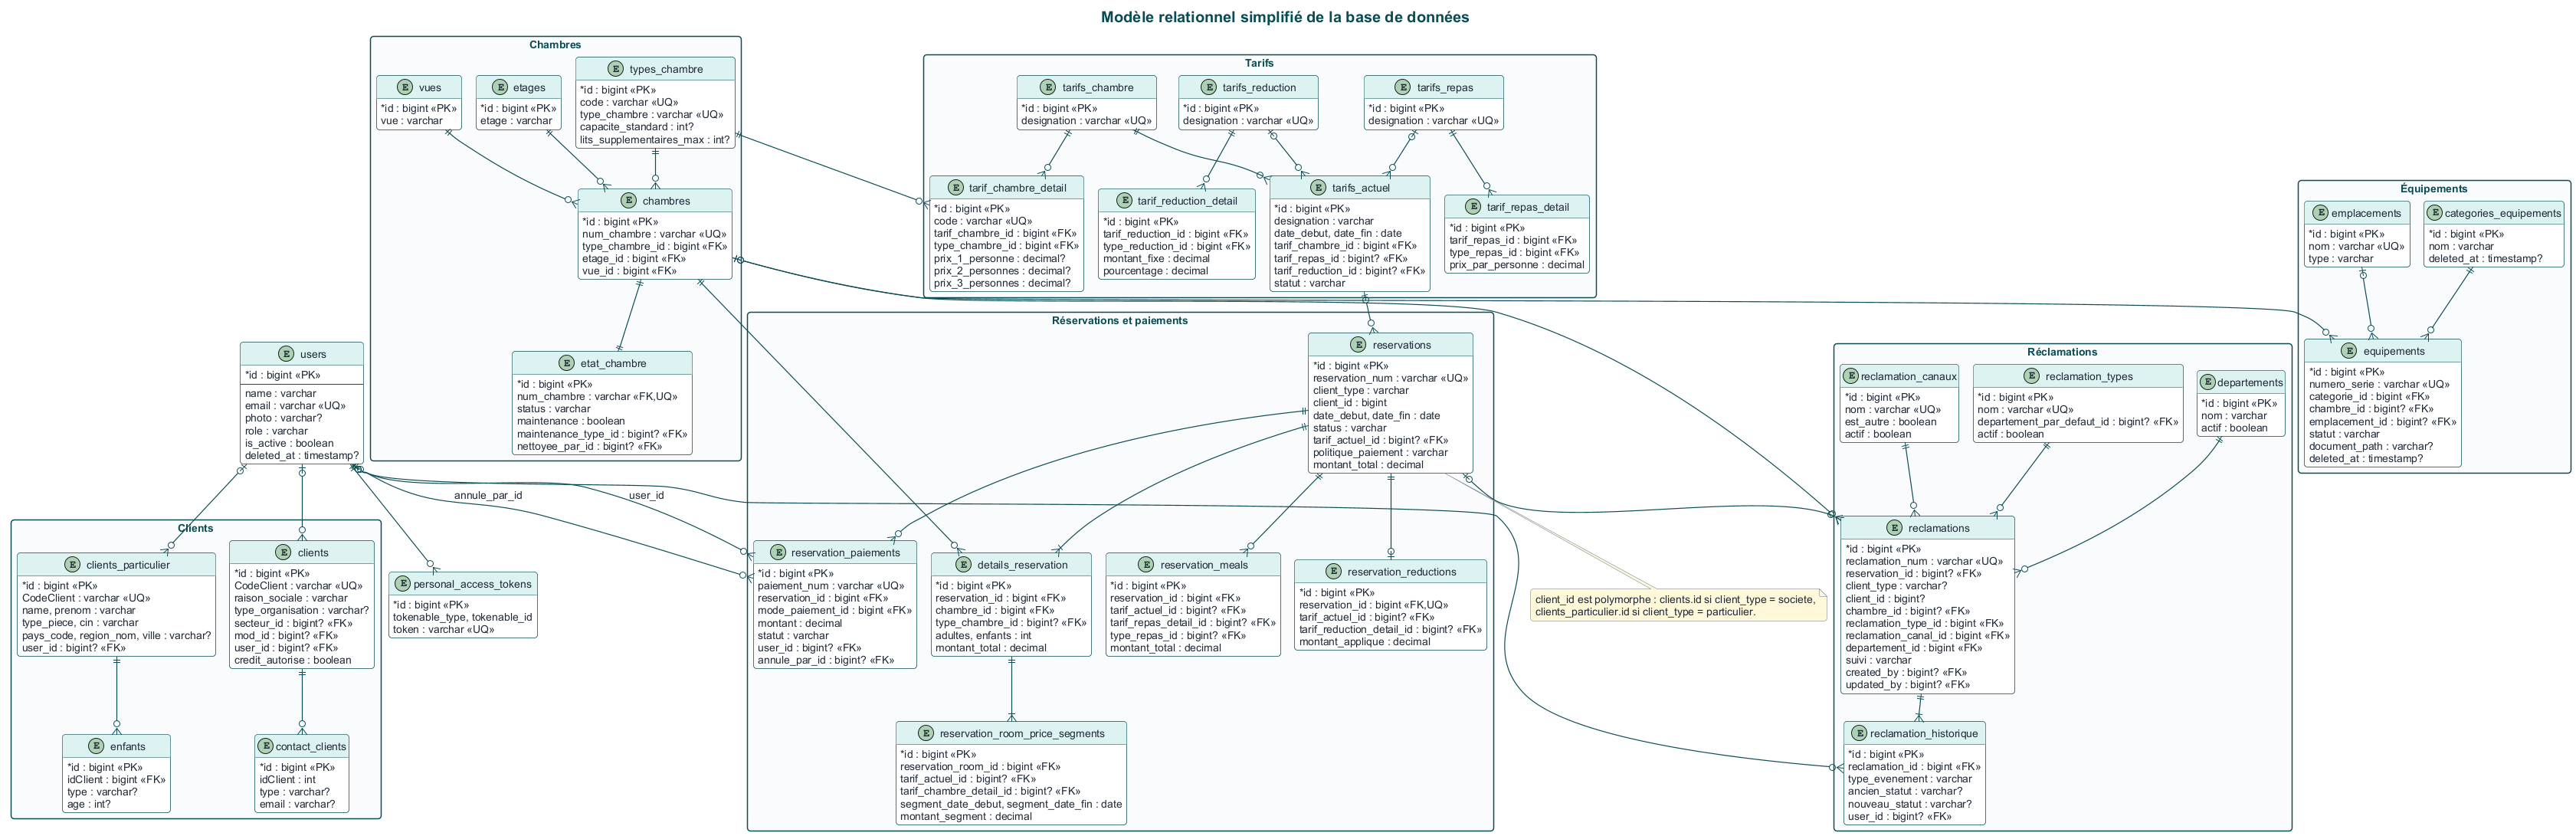 Modèle relationnel simplifié de la base de données
Chambres
E vues
*id : bigint «PK»
vue : varchar
E etages
*id : bigint «PK»
etage : varchar
E types_chambre
*id : bigint «PK»
code : varchar «UQ»
type_chambre : varchar «UQ»
capacite_standard : int?
lits_supplementaires_max : int?
E chambres
*id : bigint «PK»
num_chambre : varchar «UQ»
type_chambre_id : bigint «FK»
etage_id : bigint «FK»
vue_id : bigint «FK»
E etat_chambre
*id : bigint «PK»
num_chambre : varchar «FK,UQ»
status : varchar
maintenance : boolean
maintenance_type_id : bigint? «FK»
nettoyee_par_id : bigint? «FK»
Tarifs
E tarifs_chambre
*id : bigint «PK»
designation : varchar «UQ»
E tarifs_reduction
*id : bigint «PK»
designation : varchar «UQ»
E tarifs_repas
*id : bigint «PK»
designation : varchar «UQ»
E tarif_chambre_detail
*id : bigint «PK»
code : varchar «UQ»
tarif_chambre_id : bigint «FK»
type_chambre_id : bigint «FK»
prix_1_personne : decimal?
prix_2_personnes : decimal?
prix_3_personnes : decimal?
E tarif_reduction_detail
*id : bigint «PK»
tarif_reduction_id : bigint «FK»
type_reduction_id : bigint «FK»
montant_fixe : decimal
pourcentage : decimal
E tarifs_actuel
*id : bigint «PK»
designation : varchar
date_debut, date_fin : date
tarif_chambre_id : bigint «FK»
tarif_repas_id : bigint? «FK»
tarif_reduction_id : bigint? «FK»
statut : varchar
E tarif_repas_detail
*id : bigint «PK»
tarif_repas_id : bigint «FK»
type_repas_id : bigint «FK»
prix_par_personne : decimal
Équipements
E emplacements
*id : bigint «PK»
nom : varchar «UQ»
type : varchar
E categories_equipements
*id : bigint «PK»
nom : varchar
deleted_at : timestamp?
E equipements
*id : bigint «PK»
numero_serie : varchar «UQ»
categorie_id : bigint «FK»
chambre_id : bigint? «FK»
emplacement_id : bigint? «FK»
statut : varchar
document_path : varchar?
deleted_at : timestamp?
E users
*id : bigint «PK»
name : varchar
email : varchar «UQ»
photo : varchar?
role : varchar
is_active : boolean
deleted_at : timestamp?
annule_par_id
user_id
Clients
E clients_particulier
*id : bigint «PK»
CodeClient : varchar «UQ»
name, prenom : varchar
type_piece, cin : varchar
pays_code, region_nom, ville : varchar?
user_id : bigint? «FK»
E clients
*id : bigint «PK»
CodeClient : varchar «UQ»
raison_sociale : varchar
type_organisation : varchar?
secteur_id : bigint? «FK»
mod_id : bigint? «FK»
user_id : bigint? «FK»
credit_autorise : boolean
E enfants
*id : bigint «PK»
idClient : bigint «FK»
type : varchar?
age : int?
E contact_clients
*id : bigint «PK»
idClient : int
type : varchar?
email : varchar?
E personal_access_tokens
*id : bigint «PK»
tokenable_type, tokenable_id
token : varchar «UQ»
Réservations et paiements
E reservations
*id : bigint «PK»
reservation_num : varchar «UQ»
client_type : varchar
client_id : bigint
date_debut, date_fin : date
status : varchar
tarif_actuel_id : bigint? «FK»
politique_paiement : varchar
montant_total : decimal
E reservation_paiements
*id : bigint «PK»
paiement_num : varchar «UQ»
reservation_id : bigint «FK»
mode_paiement_id : bigint «FK»
montant : decimal
statut : varchar
user_id : bigint? «FK»
annule_par_id : bigint? «FK»
E details_reservation
*id : bigint «PK»
reservation_id : bigint «FK»
chambre_id : bigint «FK»
type_chambre_id : bigint «FK»
adultes, enfants : int
montant_total : decimal
E reservation_meals
*id : bigint «PK»
reservation_id : bigint «FK»
tarif_actuel_id : bigint? «FK»
tarif_repas_detail_id : bigint? «FK»
type_repas_id : bigint? «FK»
montant_total : decimal
E reservation_reductions
*id : bigint «PK»
reservation_id : bigint «FK,UQ»
tarif_actuel_id : bigint? «FK»
tarif_reduction_detail_id : bigint? «FK»
montant_applique : decimal
E reservation_room_price_segments
*id : bigint «PK»
reservation_room_id : bigint «FK»
tarif_actuel_id : bigint? «FK»
tarif_chambre_detail_id : bigint? «FK»
segment_date_debut, segment_date_fin : date
montant_segment : decimal
client_id est polymorphe : clients.id si client_type = societe,
clients_particulier.id si client_type = particulier.
Réclamations
E reclamation_canaux
*id : bigint «PK»
nom : varchar «UQ»
est_autre : boolean
actif : boolean
E reclamation_types
*id : bigint «PK»
nom : varchar «UQ»
departement_par_defaut_id : bigint? «FK»
actif : boolean
E departements
*id : bigint «PK»
nom : varchar
actif : boolean
E reclamations
*id : bigint «PK»
reclamation_num : varchar «UQ»
reservation_id : bigint? «FK»
client_type : varchar?
client_id : bigint?
chambre_id : bigint? «FK»
reclamation_type_id : bigint «FK»
reclamation_canal_id : bigint «FK»
departement_id : bigint «FK»
suivi : varchar
created_by : bigint? «FK»
updated_by : bigint? «FK»
E reclamation_historique
*id : bigint «PK»
reclamation_id : bigint «FK»
type_evenement : varchar
ancien_statut : varchar?
nouveau_statut : varchar?
user_id : bigint? «FK»